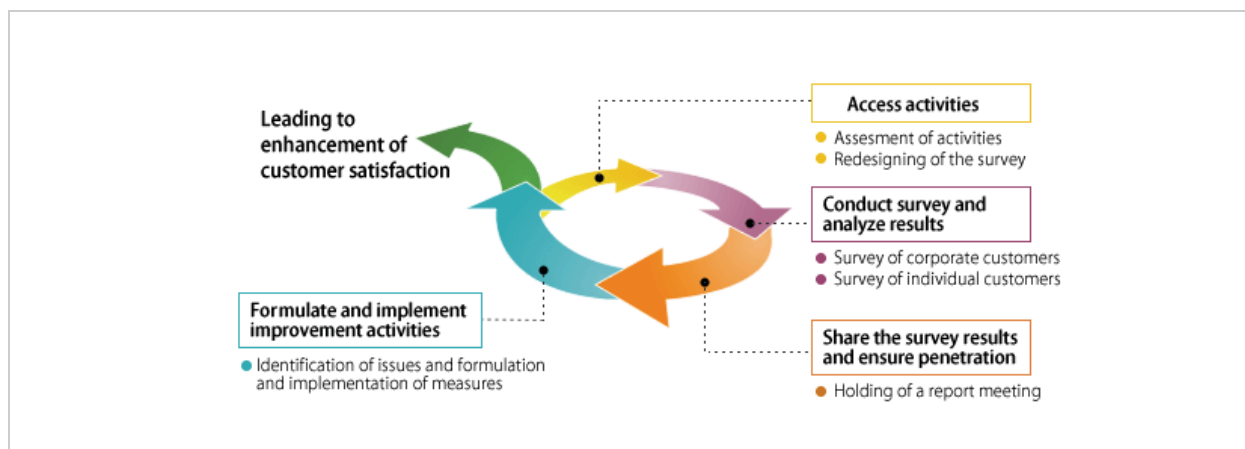 Leading to
enhancement of
customer satisfaction
Access activities
Assesment of activities
Redesigning of the survey
Conduct survey and
analyze results
Survey of corporate customers
Survey of individual customers
Formulate and implement
improvement activities
Identification of issues and formulation
and implementation of measures
Share the survey results
and ensure penetration
Holding of a report meeting